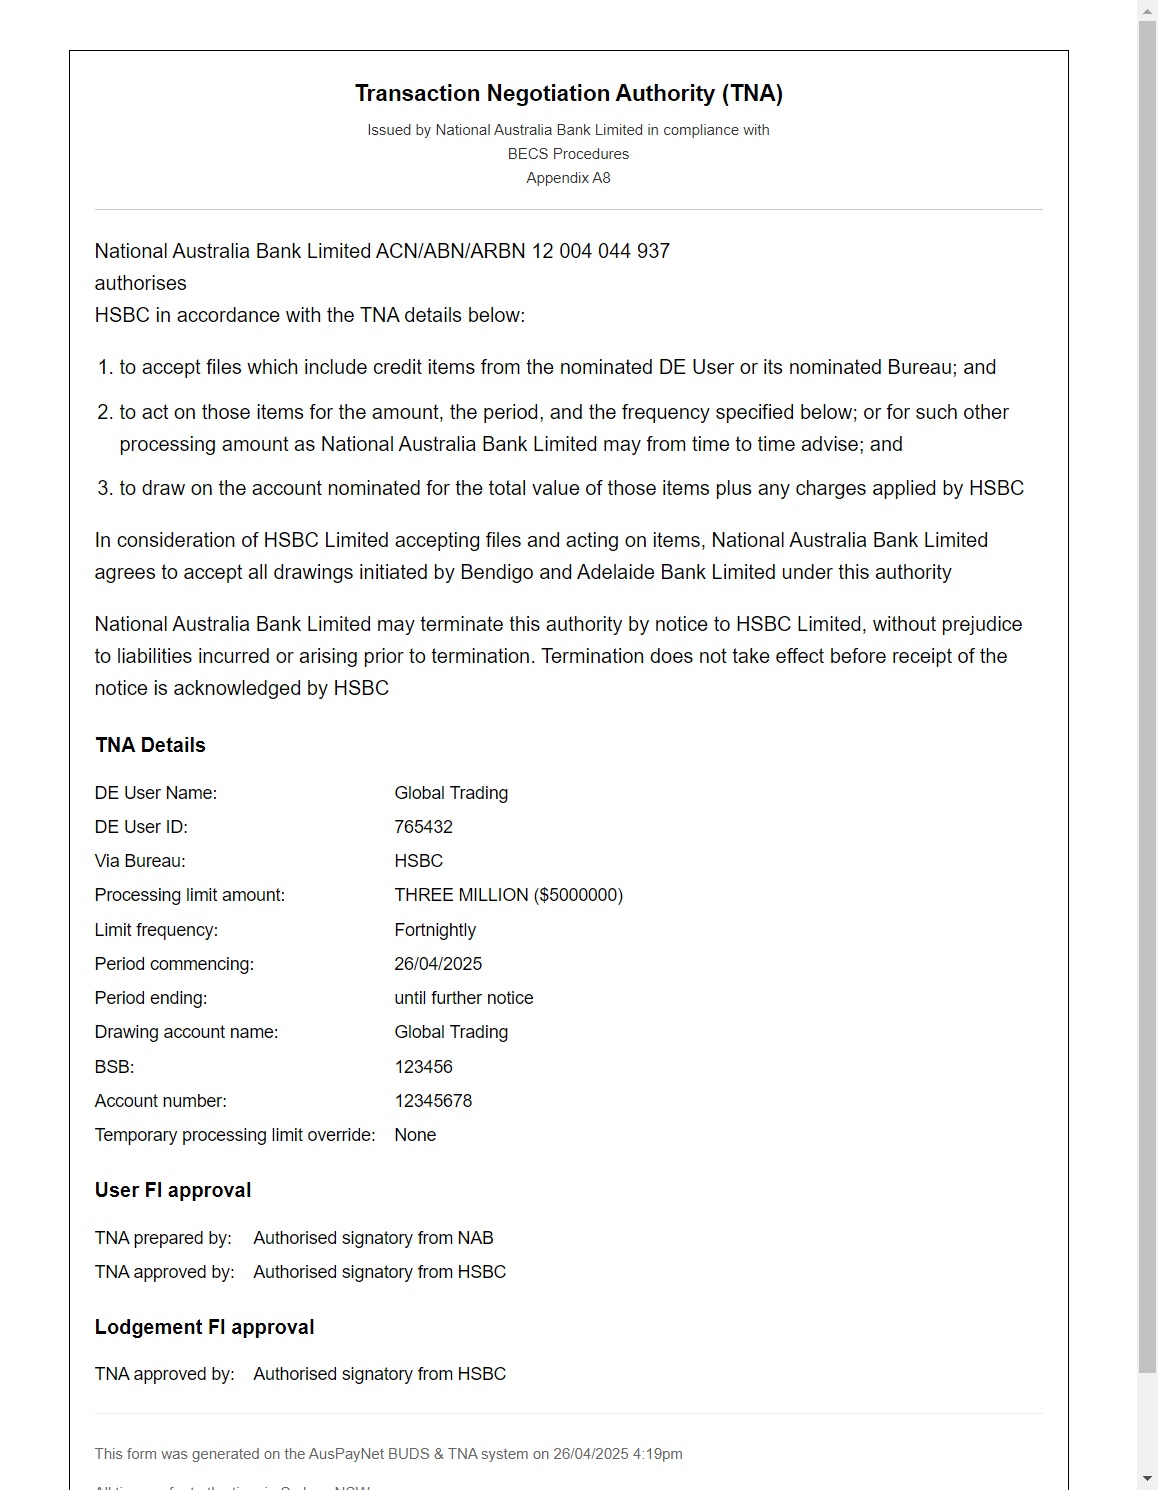 Transaction Negotiation Authority (TNA)
Issued by National Australia Bank Limited in compliance with
BECS Procedures
Appendix A8
National Australia Bank Limited ACN/ABN/ARBN 12 004 044 937
authorises
HSBC in accordance with the TNA details below:
1. to accept files which include credit items from the nominated DE User or its nominated Bureau; and
2. to act on those items for the amount, the period, and the frequency specified below; or for such other
processing amount as National Australia Bank Limited may from time to time advise; and
3. to draw on the account nominated for the total value of those items plus any charges applied by HSBC
In consideration of HSBC Limited accepting files and acting on items, National Australia Bank Limited
agrees to accept all drawings initiated by Bendigo and Adelaide Bank Limited under this authority
National Australia Bank Limited may terminate this authority by notice to HSBC Limited, without prejudice
to liabilities incurred or arising prior to termination. Termination does not take effect before receipt of the
notice is acknowledged by HSBC
TNA Details
DE User Name: Global Trading
DE User ID: 765432
Via Bureau: HSBC
Processing limit amount: THREE MILLION ($5000000)
Limit frequency: Fortnightly
Period commencing: 26/04/2025
Period ending: until further notice
Drawing account name: Global Trading
BSB: 123456
Account number: 12345678
Temporary processing limit override: None
User FI approval
TNA prepared by: Authorised signatory from NAB
TNA approved by: Authorised signatory from HSBC
Lodgement FI approval
TNA approved by: Authorised signatory from HSBC
This form was generated on the AusPayNet BUDS & TNA system on 26/04/2025 4:19pm